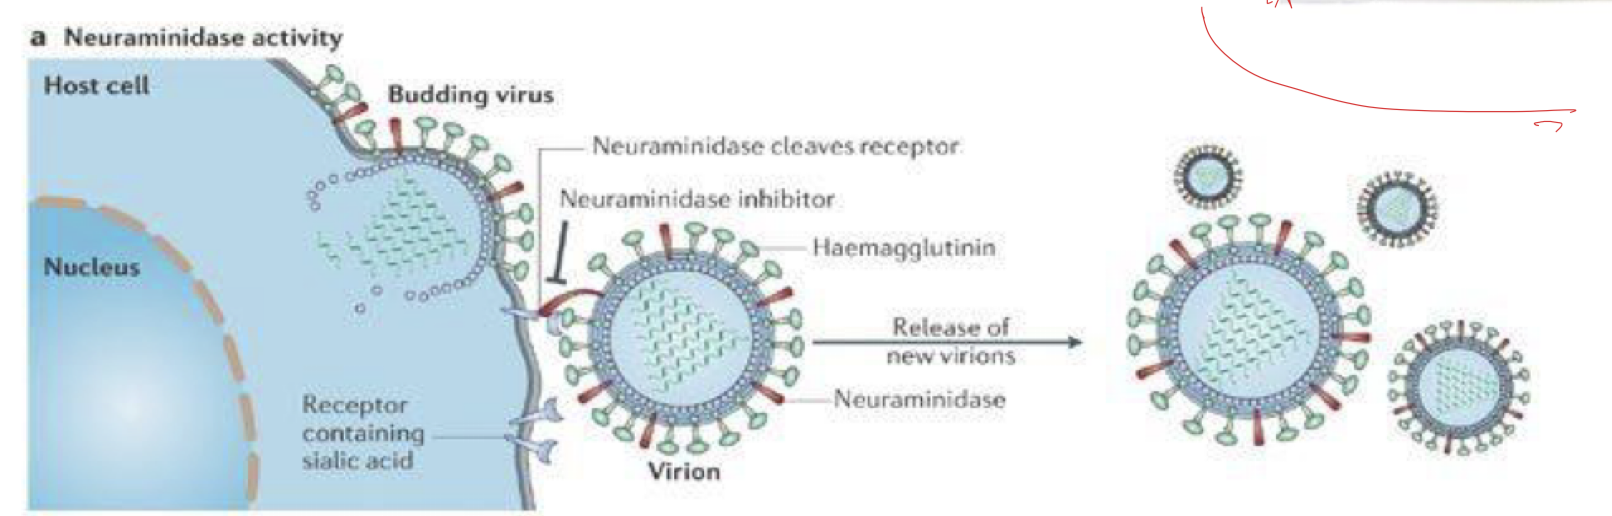 a Neuraminidase activity
Host cell
Budding virus
Neuraminidase cleaves receptor
Neuraminidase inhibitor
Haemagglutinin
Nucleus
Release of
new virions
Neuraminidase
Receptor
containing
sialic acid
Virion